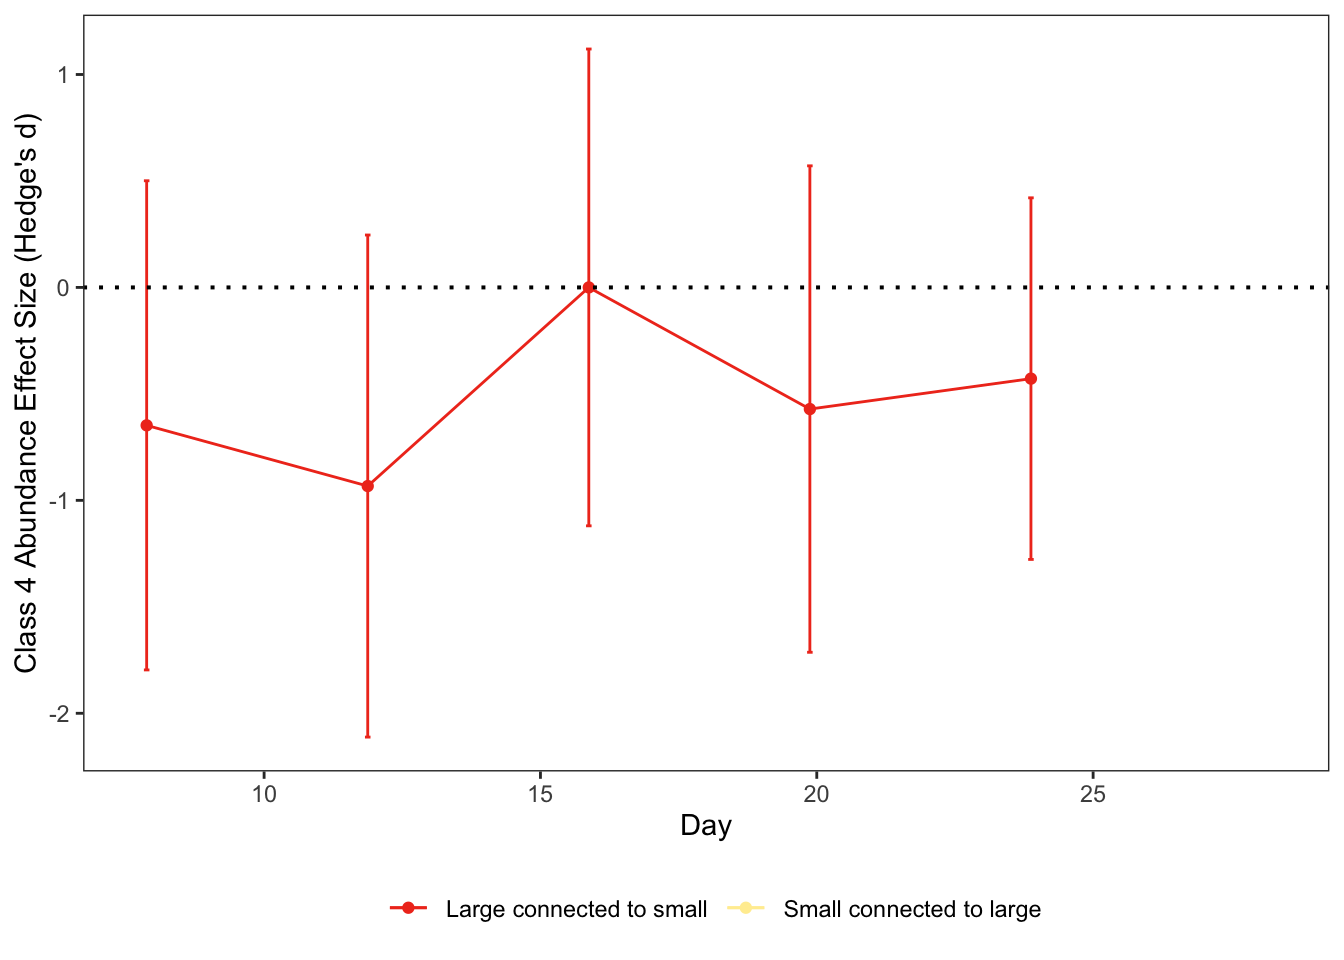 Class 4 Abundance Effect Size (Hedge's d)
1
0
-1
-2
10 15 20 25
Day
Large connected to small Small connected to large